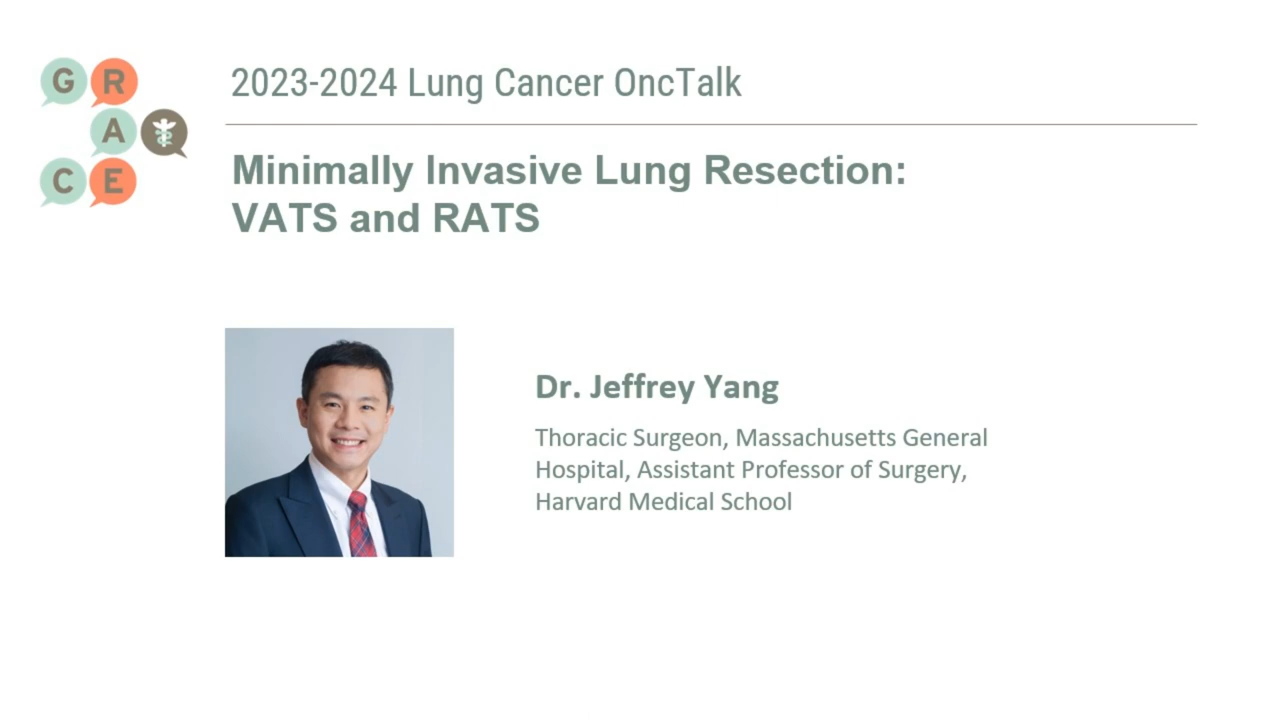 G R
A
C E
2023-2024 Lung Cancer OncTalk
Minimally Invasive Lung Resection:
VATS and RATS
Dr. Jeffrey Yang
Thoracic Surgeon, Massachusetts General
Hospital, Assistant Professor of Surgery,
Harvard Medical School